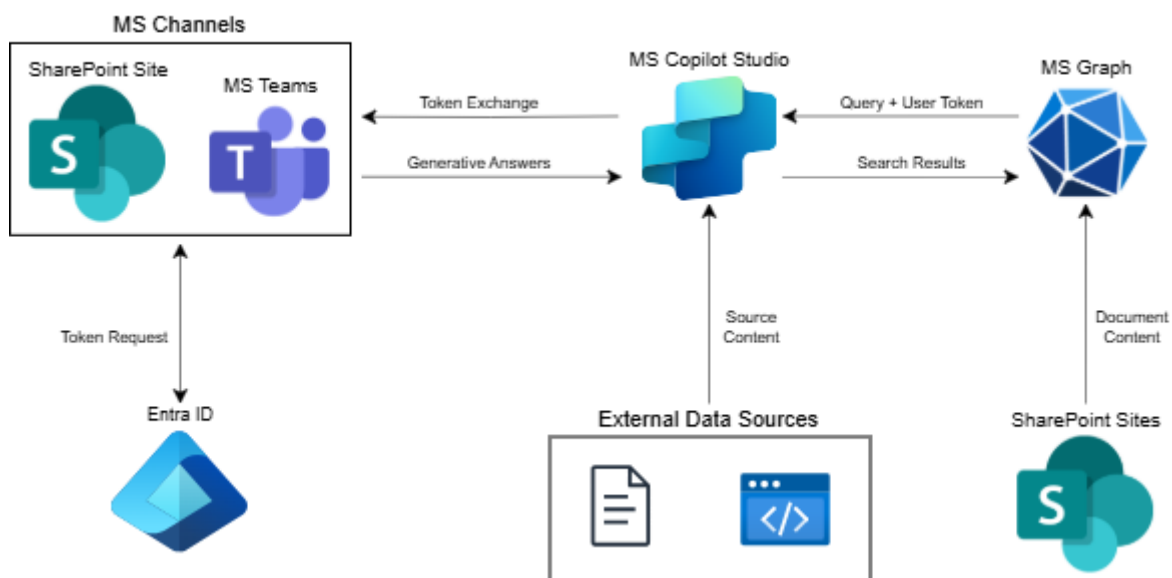 MS Channels
SharePoint Site
MS Teams
S
T
Token Exchange
Generative Answers
MS Copilot Studio
Query + User Token
Search Results
MS Graph
Token Request
Source
Content
Document
Content
Entra ID
External Data Sources
</>
SharePoint Sites
S